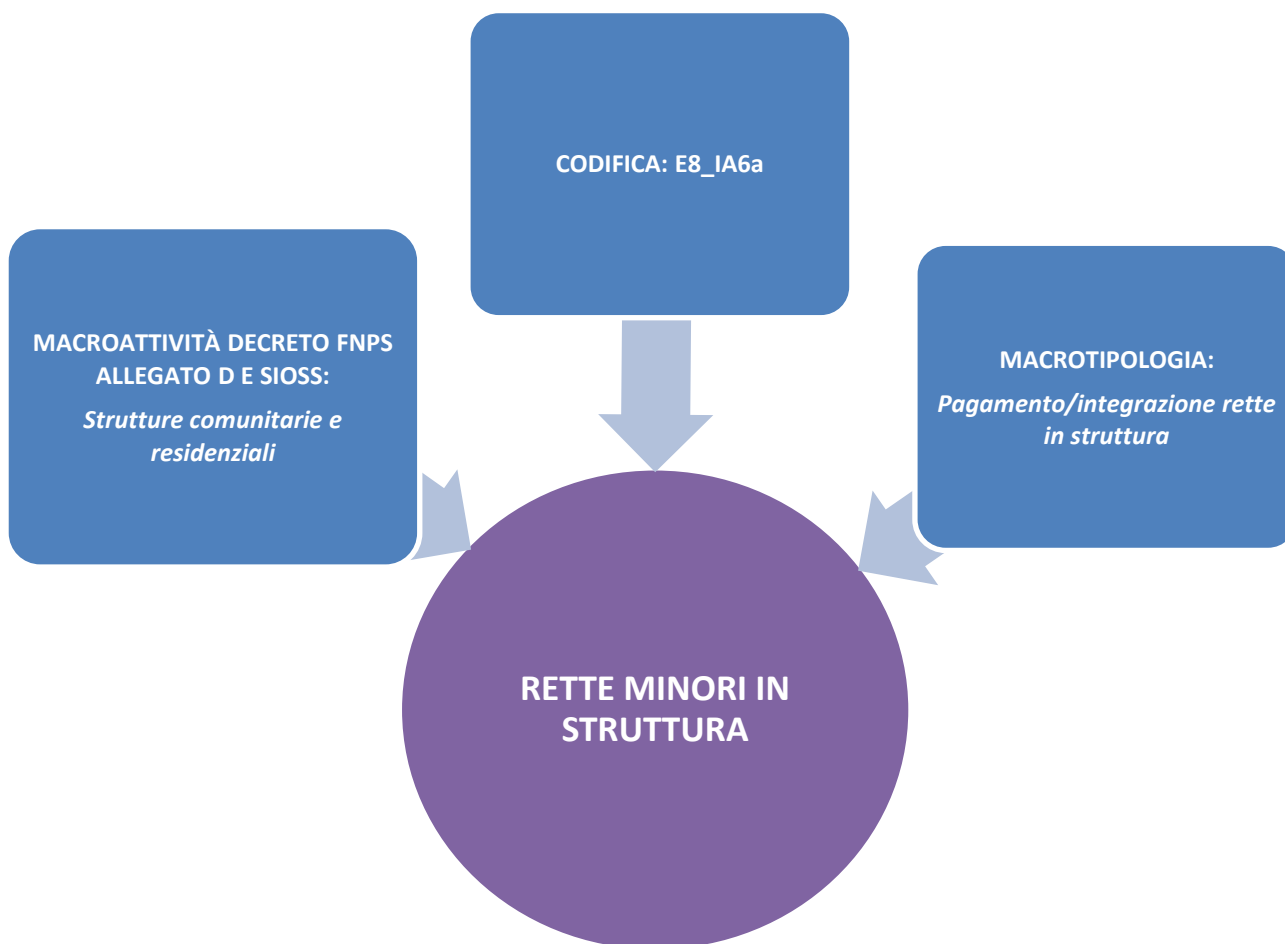 CODIFICA: E8_IA6a
MACROATTIVITÀ DECRETO FNPS
ALLEGATO D E SIOSS:
Strutture comunitarie e
residenziali
MACROTIPOLOGIA:
Pagamento/integrazione rette
in struttura
RETTE MINORI IN
STRUTTURA